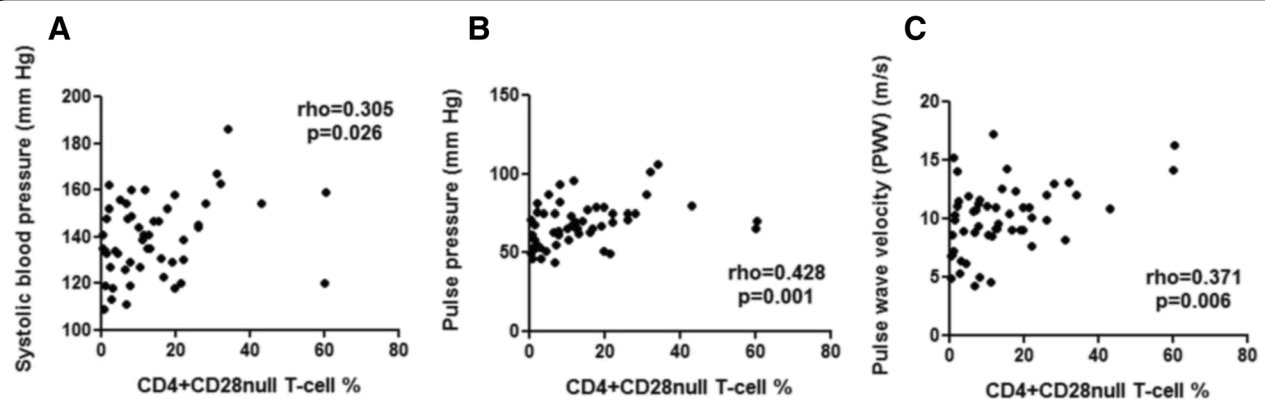 A
Systolic blood pressure (mm Hg)
200
180
160
140
120
100
0
20
40
60
80
rho=0.305
p=0.026
CD4+CD28null T-cell %
B
Pulse pressure (mm Hg)
150
100
50
0
0
20
40
60
80
rho=0.428
p=0.001
CD4+CD28null T-cell %
C
Pulse wave velocity (PWV) (m/s)
20
15
10
5
0
0
20
40
60
80
rho=0.371
p=0.006
CD4+CD28null T-cell %